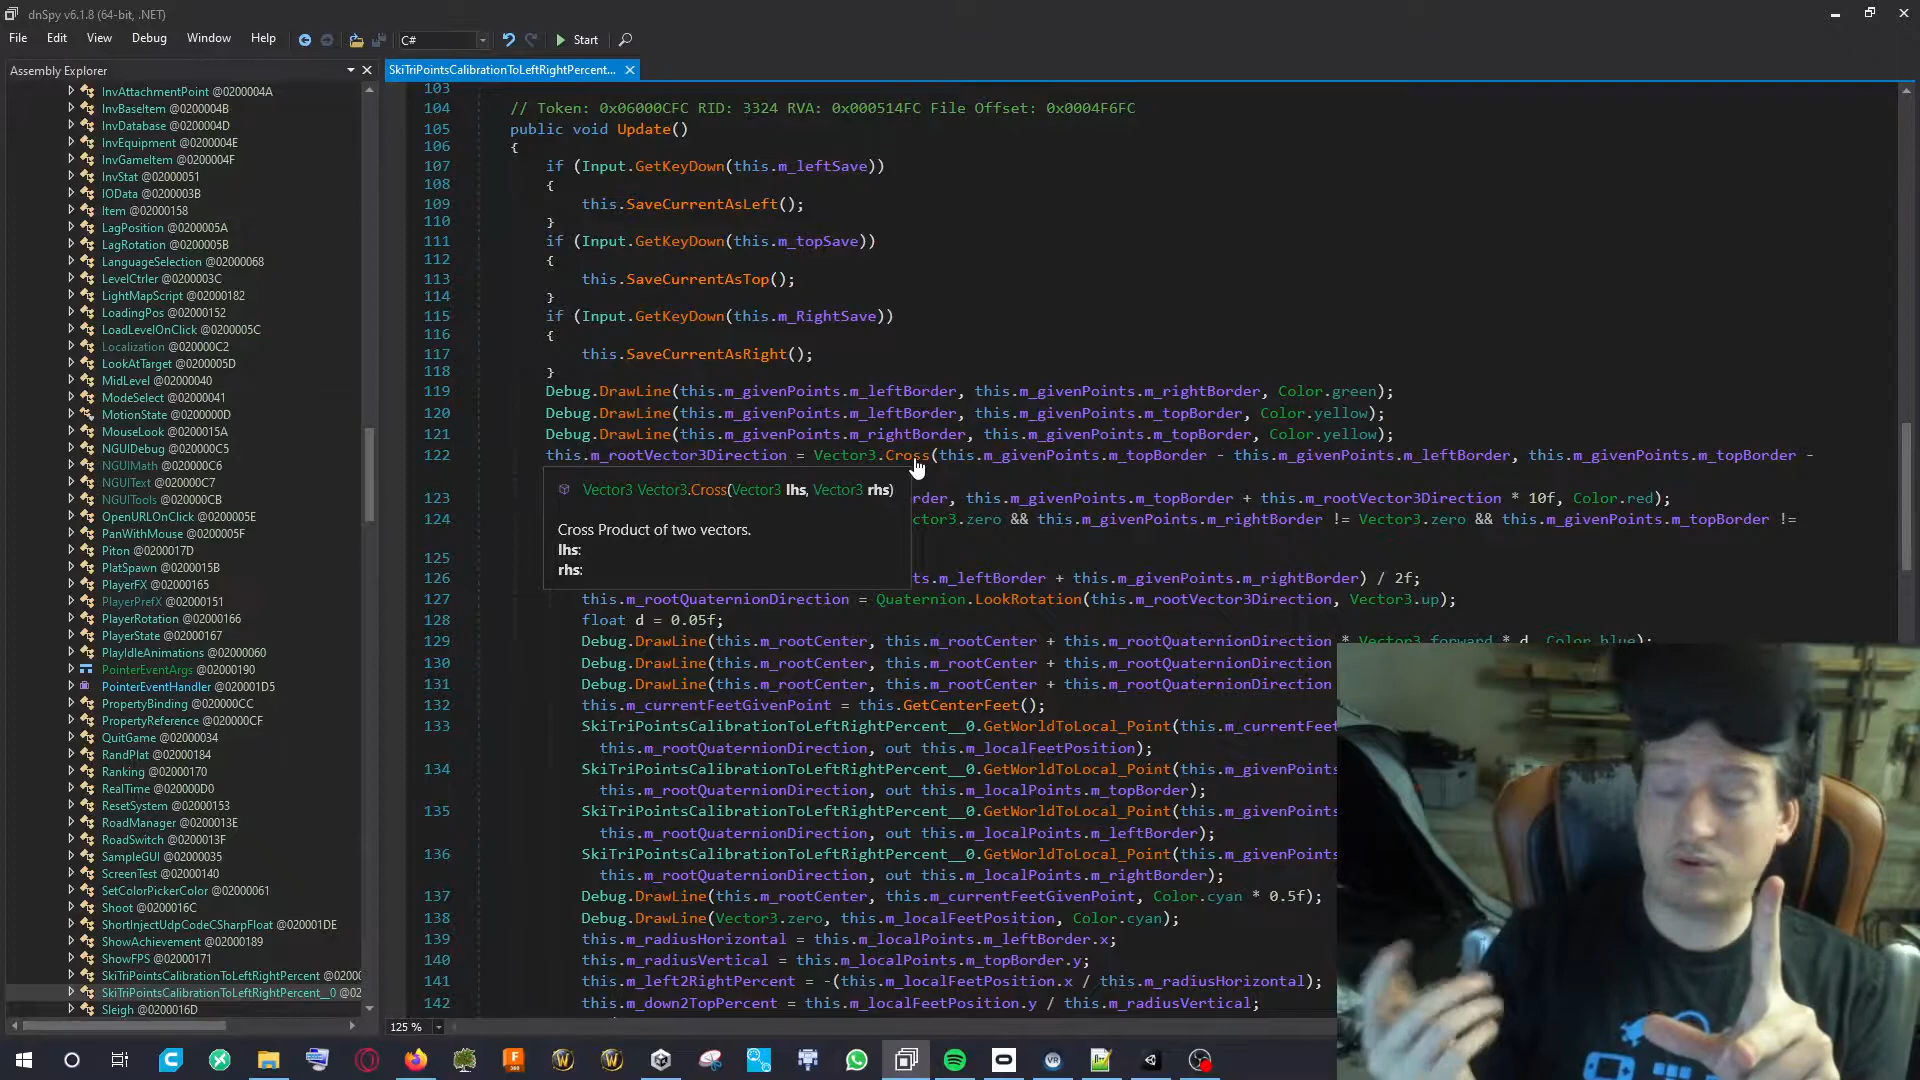 dnSpy v6.1.8 (64-bit, .NET)
File Edit View Debug Window Help C# Start
Assembly Explorer
SkiTriPointsCalibrationToLeftRightPercent...
InvAttachmentPoint @0200004A
InvBaseItem @0200004B
InvDatabase @0200004D
InvEquipment @0200004E
InvGameItem @0200004F
InvStat @02000051
IOData @0200003B
Item @02000158
LagPosition @0200005A
LagRotation @0200005B
LanguageSelection @02000068
LevelCtrler @0200003C
LightMapScript @02000182
LoadingPos @02000152
LoadLevelOnClick @0200005C
Localization @020000C2
LookAtTarget @0200005D
MidLevel @02000040
ModeSelect @02000041
MotionState @0200000D
MouseLook @0200015A
NGUIDebug @020000C5
NGUIMath @020000C6
NGUIText @020000C7
NGUITools @020000CB
OpenURLOnClick @0200005E
PanWithMouse @0200005F
Piton @0200017D
PlatSpawn @0200015B
PlayerFX @02000165
PlayerPrefX @02000151
PlayerRotation @02000166
PlayerState @02000167
PlayIdleAnimations @02000060
PointerEventArgs @02000190
PointerEventHandler @020001D5
PropertyBinding @020000CC
PropertyReference @020000CF
QuitGame @02000034
RandPlat @02000184
Ranking @02000170
RealTime @020000D0
ResetSystem @02000153
RoadManager @0200013E
RoadSwitch @0200013F
SampleGUI @02000035
ScreenTest @02000140
SetColorPickerColor @02000061
Shoot @0200016C
ShortInjectUdpCodeCSharpFloat @020001DE
ShowAchievement @02000189
ShowFPS @02000171
SkiTriPointsCalibrationToLeftRightPercent @02000
SkiTriPointsCalibrationToLeftRightPercent__0 @02
Sleigh @0200016D
103
104 // Token: 0x06000CFC RID: 3324 RVA: 0x000514FC File Offset: 0x0004F6FC
105 public void Update()
106 {
107 if (Input.GetKeyDown(this.m_leftSave))
108 {
109 this.SaveCurrentAsLeft();
110 }
111 if (Input.GetKeyDown(this.m_topSave))
112 {
113 this.SaveCurrentAsTop();
114 }
115 if (Input.GetKeyDown(this.m_RightSave))
116 {
117 this.SaveCurrentAsRight();
118 }
119 Debug.DrawLine(this.m_givenPoints.m_leftBorder, this.m_givenPoints.m_rightBorder, Color.green);
120 Debug.DrawLine(this.m_givenPoints.m_leftBorder, this.m_givenPoints.m_topBorder, Color.yellow);
121 Debug.DrawLine(this.m_givenPoints.m_rightBorder, this.m_givenPoints.m_topBorder, Color.yellow);
122 this.m_rootVector3Direction = Vector3.Cross(this.m_givenPoints.m_topBorder - this.m_givenPoints.m_leftBorder, this.m_givenPoints.m_topBorder -
Vector3 Vector3.Cross(Vector3 lhs, Vector3 rhs)
Cross Product of two vectors.
lhs:
rhs:
123 rder, this.m_givenPoints.m_topBorder + this.m_rootVector3Direction * 10f, Color.red);
124 ctor3.zero && this.m_givenPoints.m_rightBorder != Vector3.zero && this.m_givenPoints.m_topBorder !=
125
126 s.m_leftBorder + this.m_givenPoints.m_rightBorder) / 2f;
127 this.m_rootQuaternionDirection = Quaternion.LookRotation(this.m_rootVector3Direction, Vector3.up);
128 float d = 0.05f;
129 Debug.DrawLine(this.m_rootCenter, this.m_rootCenter + this.m_rootQuaternionDirection * Vector3.forward * d, Color.blue);
130 Debug.DrawLine(this.m_rootCenter, this.m_rootCenter + this.m_rootQuaternionDirection
131 Debug.DrawLine(this.m_rootCenter, this.m_rootCenter + this.m_rootQuaternionDirection
132 this.m_currentFeetGivenPoint = this.GetCenterFeet();
133 SkiTriPointsCalibrationToLeftRightPercent__0.GetWorldToLocal_Point(this.m_currentFeet
this.m_rootQuaternionDirection, out this.m_localFeetPosition);
134 SkiTriPointsCalibrationToLeftRightPercent__0.GetWorldToLocal_Point(this.m_givenPoints
this.m_rootQuaternionDirection, out this.m_localPoints.m_topBorder);
135 SkiTriPointsCalibrationToLeftRightPercent__0.GetWorldToLocal_Point(this.m_givenPoints
this.m_rootQuaternionDirection, out this.m_localPoints.m_leftBorder);
136 SkiTriPointsCalibrationToLeftRightPercent__0.GetWorldToLocal_Point(this.m_givenPoints
this.m_rootQuaternionDirection, out this.m_localPoints.m_rightBorder);
137 Debug.DrawLine(this.m_rootCenter, this.m_currentFeetGivenPoint, Color.cyan * 0.5f);
138 Debug.DrawLine(Vector3.zero, this.m_localFeetPosition, Color.cyan);
139 this.m_radiusHorizontal = this.m_localPoints.m_leftBorder.x;
140 this.m_radiusVertical = this.m_localPoints.m_topBorder.y;
141 this.m_left2RightPercent = -(this.m_localFeetPosition.x / this.m_radiusHorizontal);
142 this.m_down2TopPercent = this.m_localFeetPosition.y / this.m_radiusVertical;
125 %